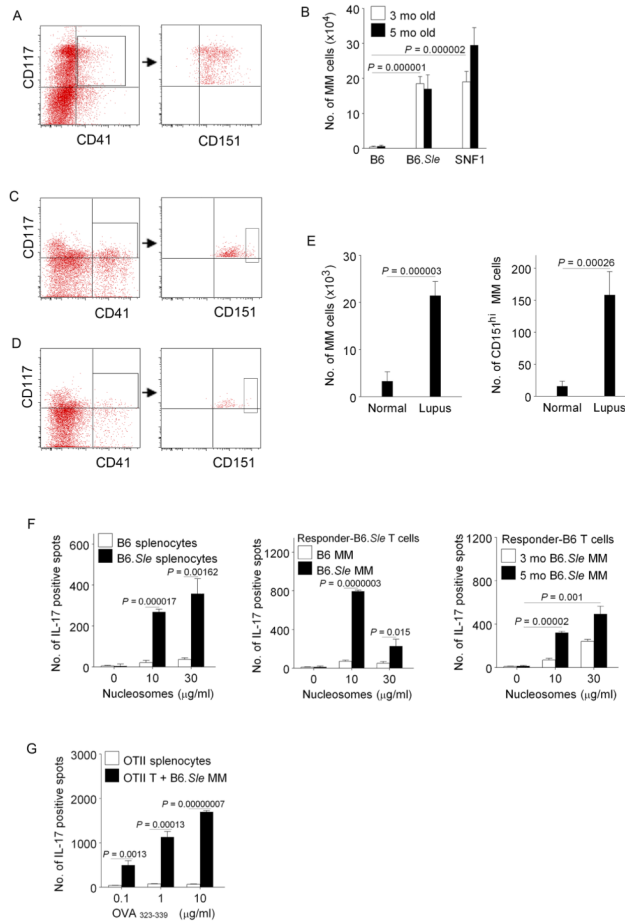 A
CD117
CD41
CD151
B
No. of MM cells (x10⁴)
3 mo old
5 mo old
40
30
20
10
0
P = 0.000002
P = 0.000001
B6
B6.Sle
SNF1
C
CD117
CD41
CD151
D
CD117
CD41
CD151
E
No. of MM cells (x10³)
30
20
10
0
P = 0.000003
Normal
Lupus
No. of CD151ʰⁱ MM cells
200
150
100
50
0
P = 0.00026
Normal
Lupus
F
No. of IL-17 positive spots
B6 splenocytes
B6.Sle splenocytes
600
400
200
0
P = 0.000017
P = 0.00162
0
10
30
Nucleosomes (µg/ml)
No. of IL-17 positive spots
Responder-B6.Sle T cells
B6 MM
B6.Sle MM
1200
800
400
0
P = 0.0000003
P = 0.015
0
10
30
Nucleosomes (µg/ml)
No. of IL-17 positive spots
Responder-B6 T cells
3 mo B6.Sle MM
5 mo B6.Sle MM
1200
800
400
0
P = 0.001
P = 0.00002
0
10
30
Nucleosomes (µg/ml)
G
No. of IL-17 positive spots
OTII splenocytes
OTII T + B6.Sle MM
3000
2000
1000
0
P = 0.0013
P = 0.00013
P = 0.00000007
0.1
1
10
OVA 323-339 (µg/ml)